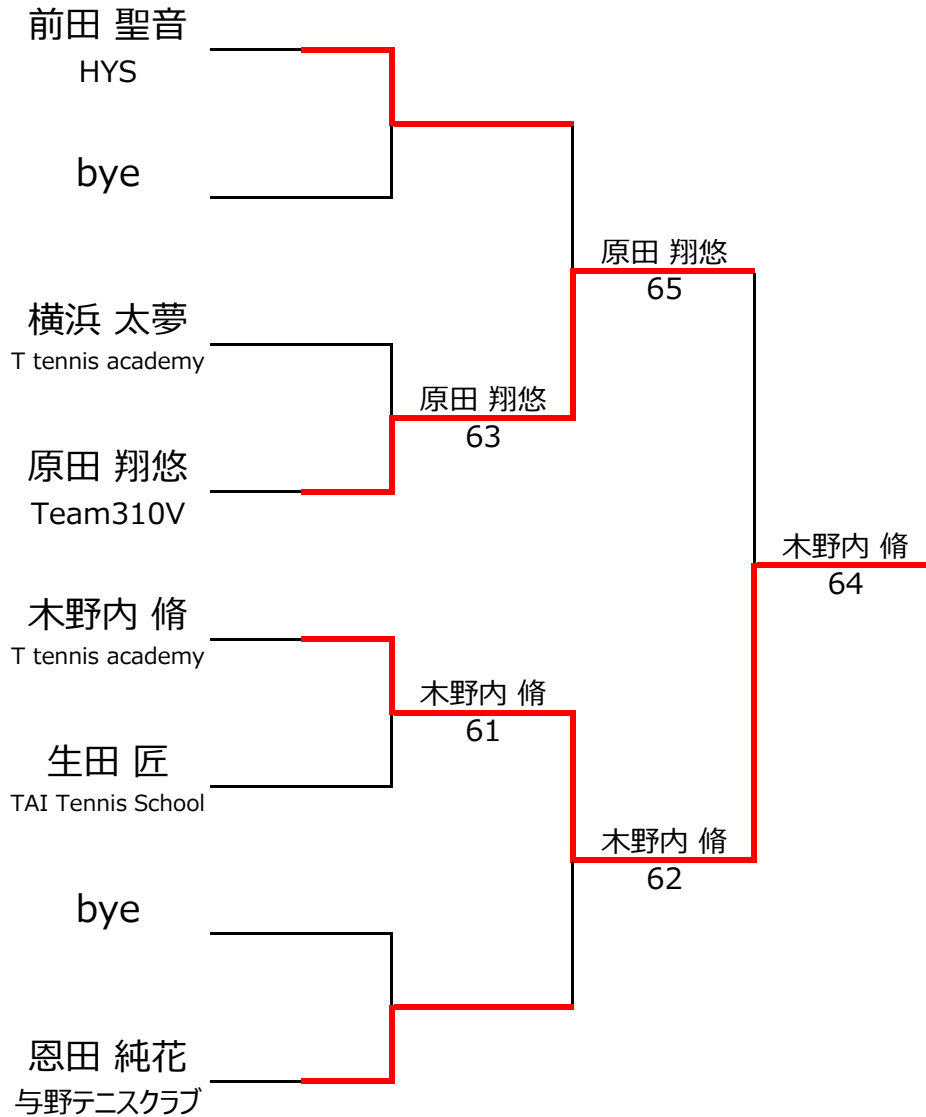 前田 聖音
HYS
bye
横浜 太夢
T tennis academy
原田 翔悠
Team310V
木野内 脩
T tennis academy
生田 匠
TAI Tennis School
bye
恩田 純花
与野テニスクラブ
原田 翔悠
63
木野内 脩
61
原田 翔悠
65
木野内 脩
62
木野内 脩
64